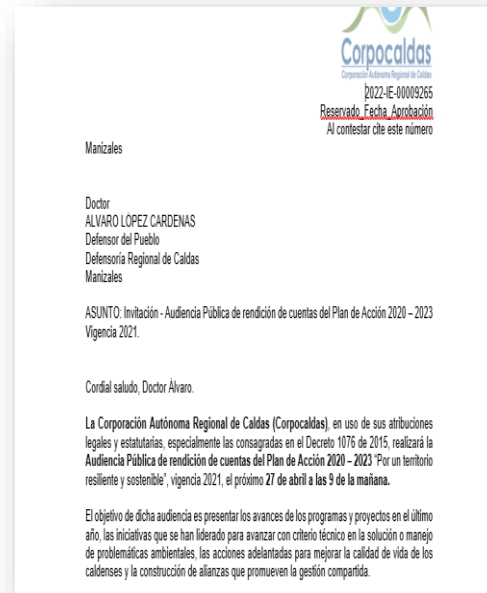 Corpocaldas
Corporación Autónoma Regional de Caldas
2022-IE-00009265
Reservado_Fecha_Aprobación
Al contestar cite este número
Manizales
Doctor
ALVARO LÓPEZ CARDENAS
Defensor del Pueblo
Defensoría Regional de Caldas
Manizales
ASUNTO: Invitación - Audiencia Pública de rendición de cuentas del Plan de Acción 2020 – 2023
Vigencia 2021.
Cordial saludo, Doctor Álvaro.
La Corporación Autónoma Regional de Caldas (Corpocaldas), en uso de sus atribuciones
legales y estatutarias, especialmente las consagradas en el Decreto 1076 de 2015, realizará la
Audiencia Pública de rendición de cuentas del Plan de Acción 2020 – 2023 “Por un territorio
resiliente y sostenible”, vigencia 2021, el próximo 27 de abril a las 9 de la mañana.
El objetivo de dicha audiencia es presentar los avances de los programas y proyectos en el último
año, las iniciativas que se han liderado para avanzar con criterio técnico en la solución o manejo
de problemáticas ambientales, las acciones adelantadas para mejorar la calidad de vida de los
caldenses y la construcción de alianzas que promueven la gestión compartida.